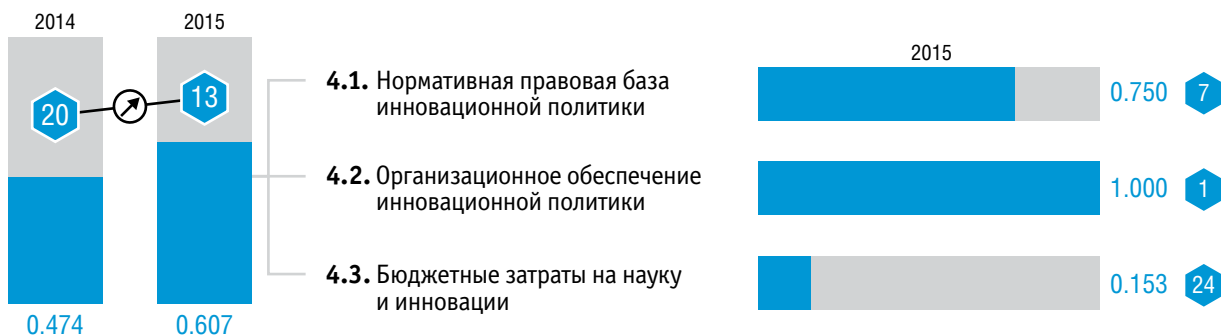 2014
2015
20
13
0.474
0.607
4.1. Нормативная правовая база
инновационной политики
4.2. Организационное обеспечение
инновационной политики
4.3. Бюджетные затраты на науку
и инновации
2015
0.750 7
1.000 1
0.153 24